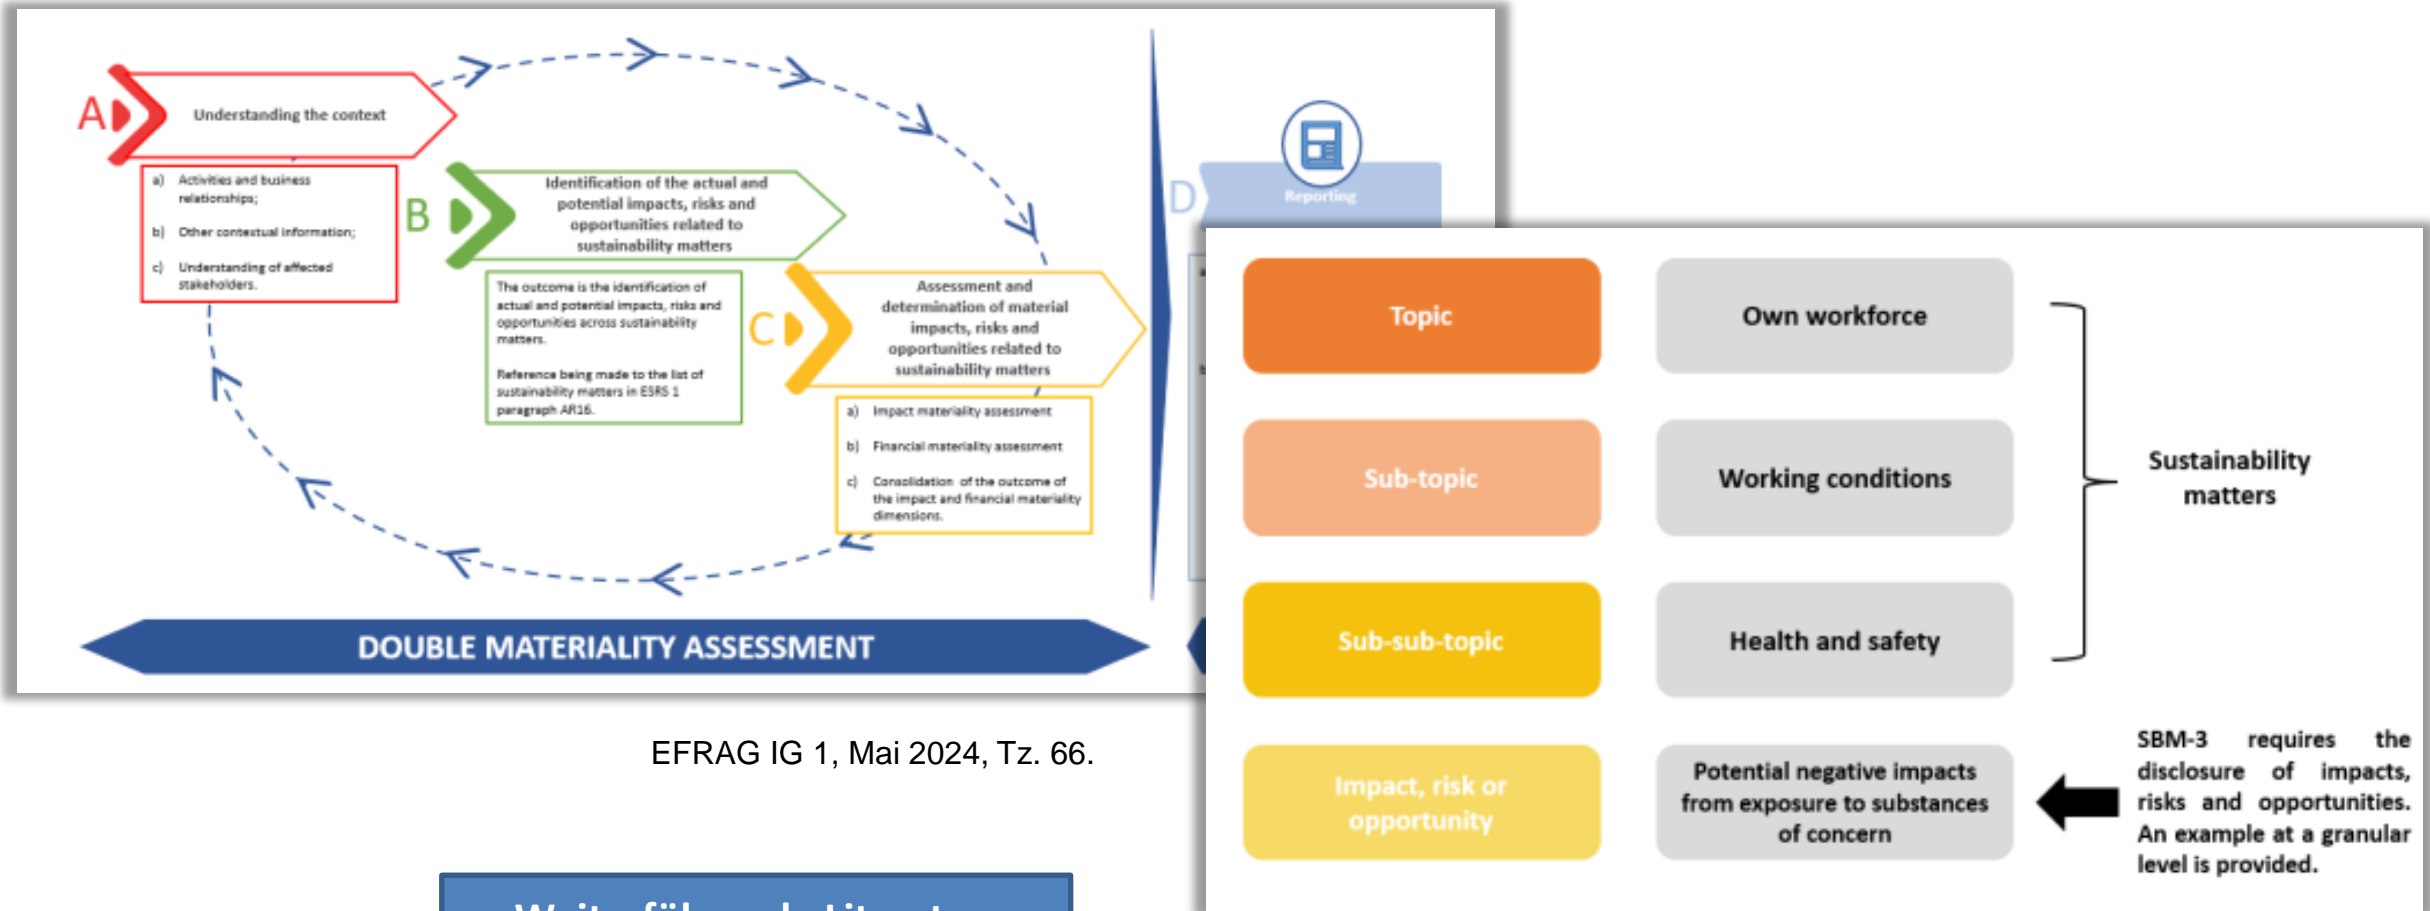 A
Understanding the context
a) Activities and business
relationships;
b) Other contextual information;
c) Understanding of affected
stakeholders.
B
Identification of the actual and
potential impacts, risks and
opportunities related to
sustainability matters
The outcome is the identification of
actual and potential impacts, risks and
opportunities across sustainability
matters.
Reference being made to the list of
sustainability matters in ESRS 1
paragraph AR16.
C
Assessment and
determination of material
impacts, risks and
opportunities related to
sustainability matters
a) Impact materiality assessment
b) Financial materiality assessment
c) Consolidation of the outcome of
the impact and financial materiality
dimensions.
D
Reporting
DOUBLE MATERIALITY ASSESSMENT
EFRAG IG 1, Mai 2024, Tz. 66.
Topic
Own workforce
Sub-topic
Working conditions
Sub-sub-topic
Health and safety
Sustainability
matters
Impact, risk or
opportunity
Potential negative impacts
from exposure to substances
of concern
SBM-3 requires the
disclosure of impacts,
risks and opportunities.
An example at a granular
level is provided.